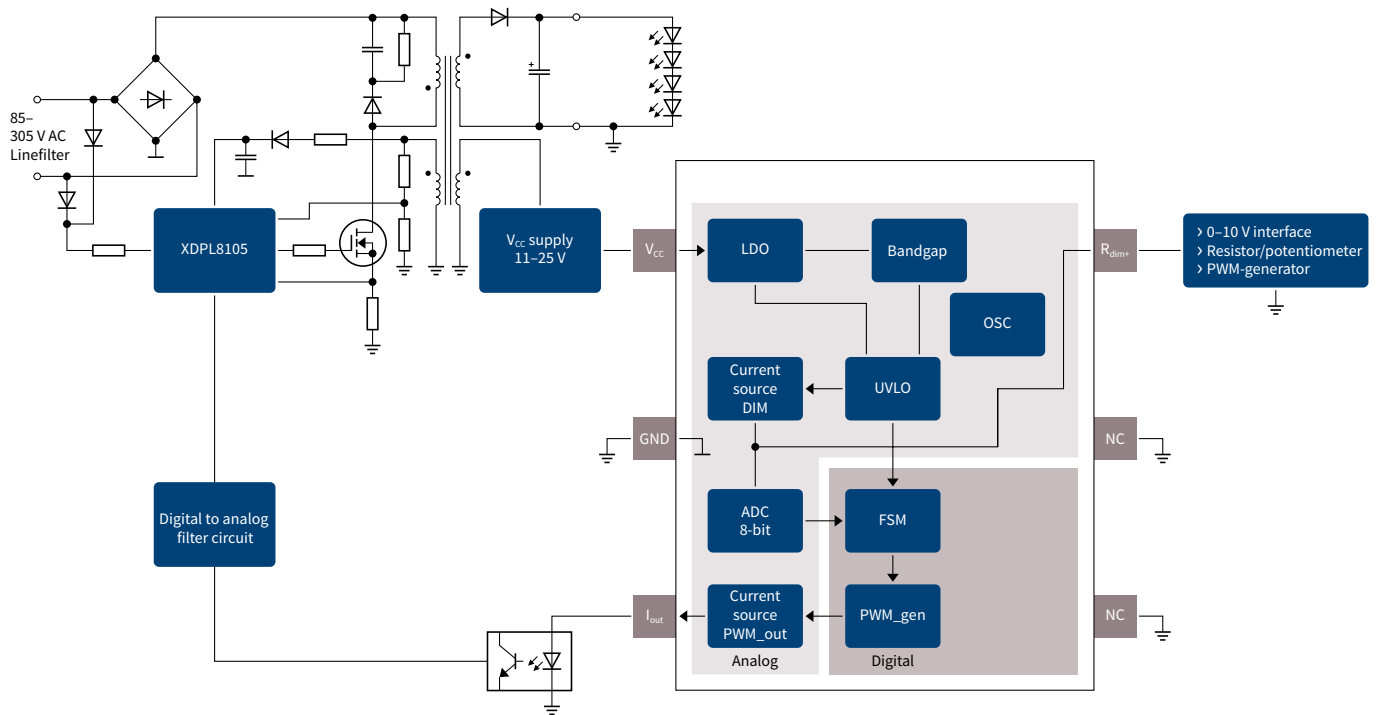 85–
305 V AC
Linefilter
+
XDPL8105
VCC supply
11–25 V
VCC
LDO
Bandgap
Rdim+
› 0–10 V interface
› Resistor/potentiometer
› PWM-generator
OSC
Current
source
DIM
UVLO
GND
NC
Digital to analog
filter circuit
ADC
8-bit
FSM
Iout
Current
source
PWM_out
PWM_gen
NC
Analog
Digital